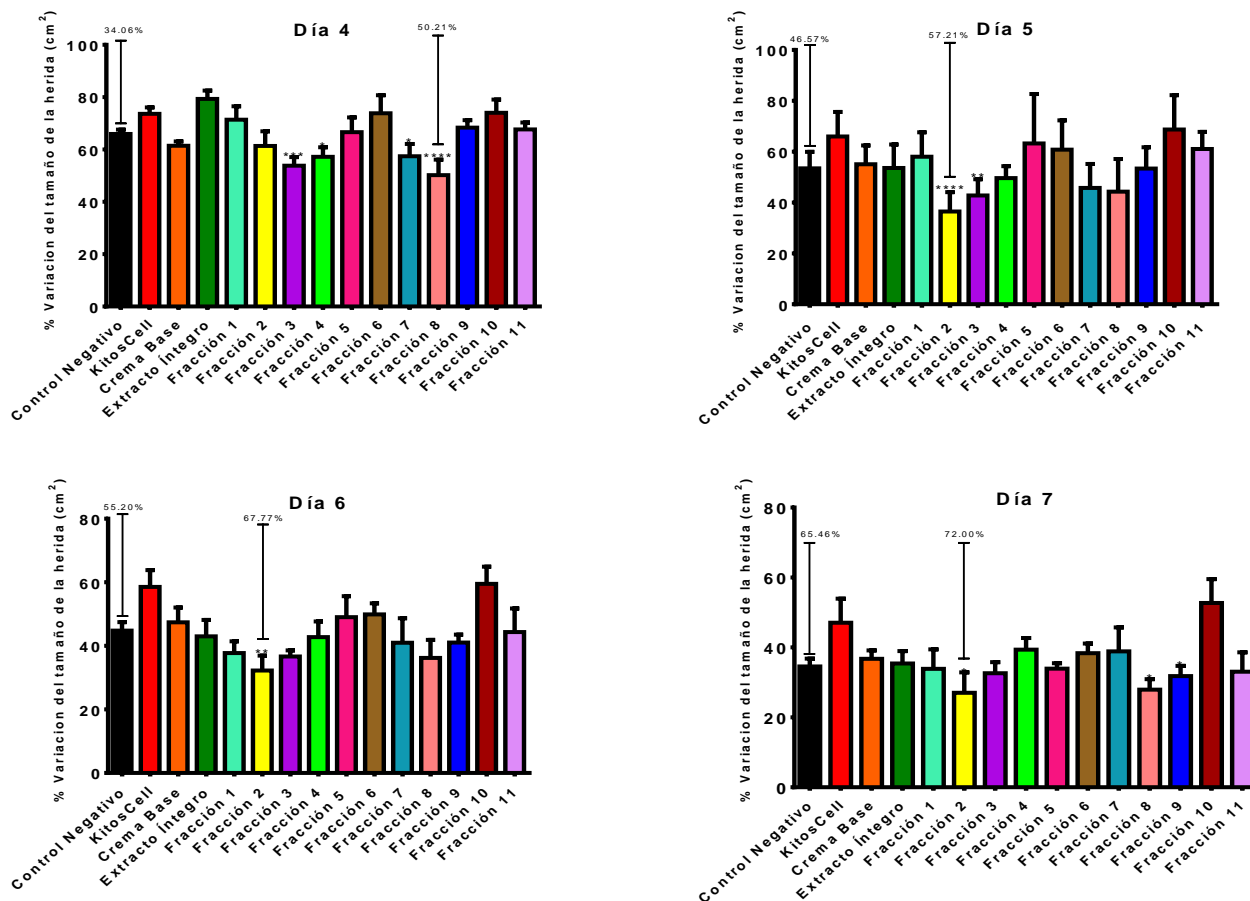 Día 4
34.06%
50.21%
% Variacion del tamaño de la herida (cm2)
100
80
60
40
20
0
***
*
*
****
Control Negativo
KitosCell
Crema Base
Extracto Íntegro
Fracción 1
Fracción 2
Fracción 3
Fracción 4
Fracción 5
Fracción 6
Fracción 7
Fracción 8
Fracción 9
Fracción 10
Fracción 11
Día 5
46.57%
57.21%
% Variacion del tamaño de la herida (cm2)
100
80
60
40
20
0
****
**
Control Negativo
KitosCell
Crema Base
Extracto Íntegro
Fracción 1
Fracción 2
Fracción 3
Fracción 4
Fracción 5
Fracción 6
Fracción 7
Fracción 8
Fracción 9
Fracción 10
Fracción 11
Día 6
55.20%
67.77%
% Variacion del tamaño de la herida (cm2)
80
60
40
20
0
**
Control Negativo
KitosCell
Crema Base
Extracto Íntegro
Fracción 1
Fracción 2
Fracción 3
Fracción 4
Fracción 5
Fracción 6
Fracción 7
Fracción 8
Fracción 9
Fracción 10
Fracción 11
Día 7
65.46%
72.00%
% Variacion del tamaño de la herida (cm2)
80
60
40
20
0
*
*
*
Control Negativo
KitosCell
Crema Base
Extracto Íntegro
Fracción 1
Fracción 2
Fracción 3
Fracción 4
Fracción 5
Fracción 6
Fracción 7
Fracción 8
Fracción 9
Fracción 10
Fracción 11